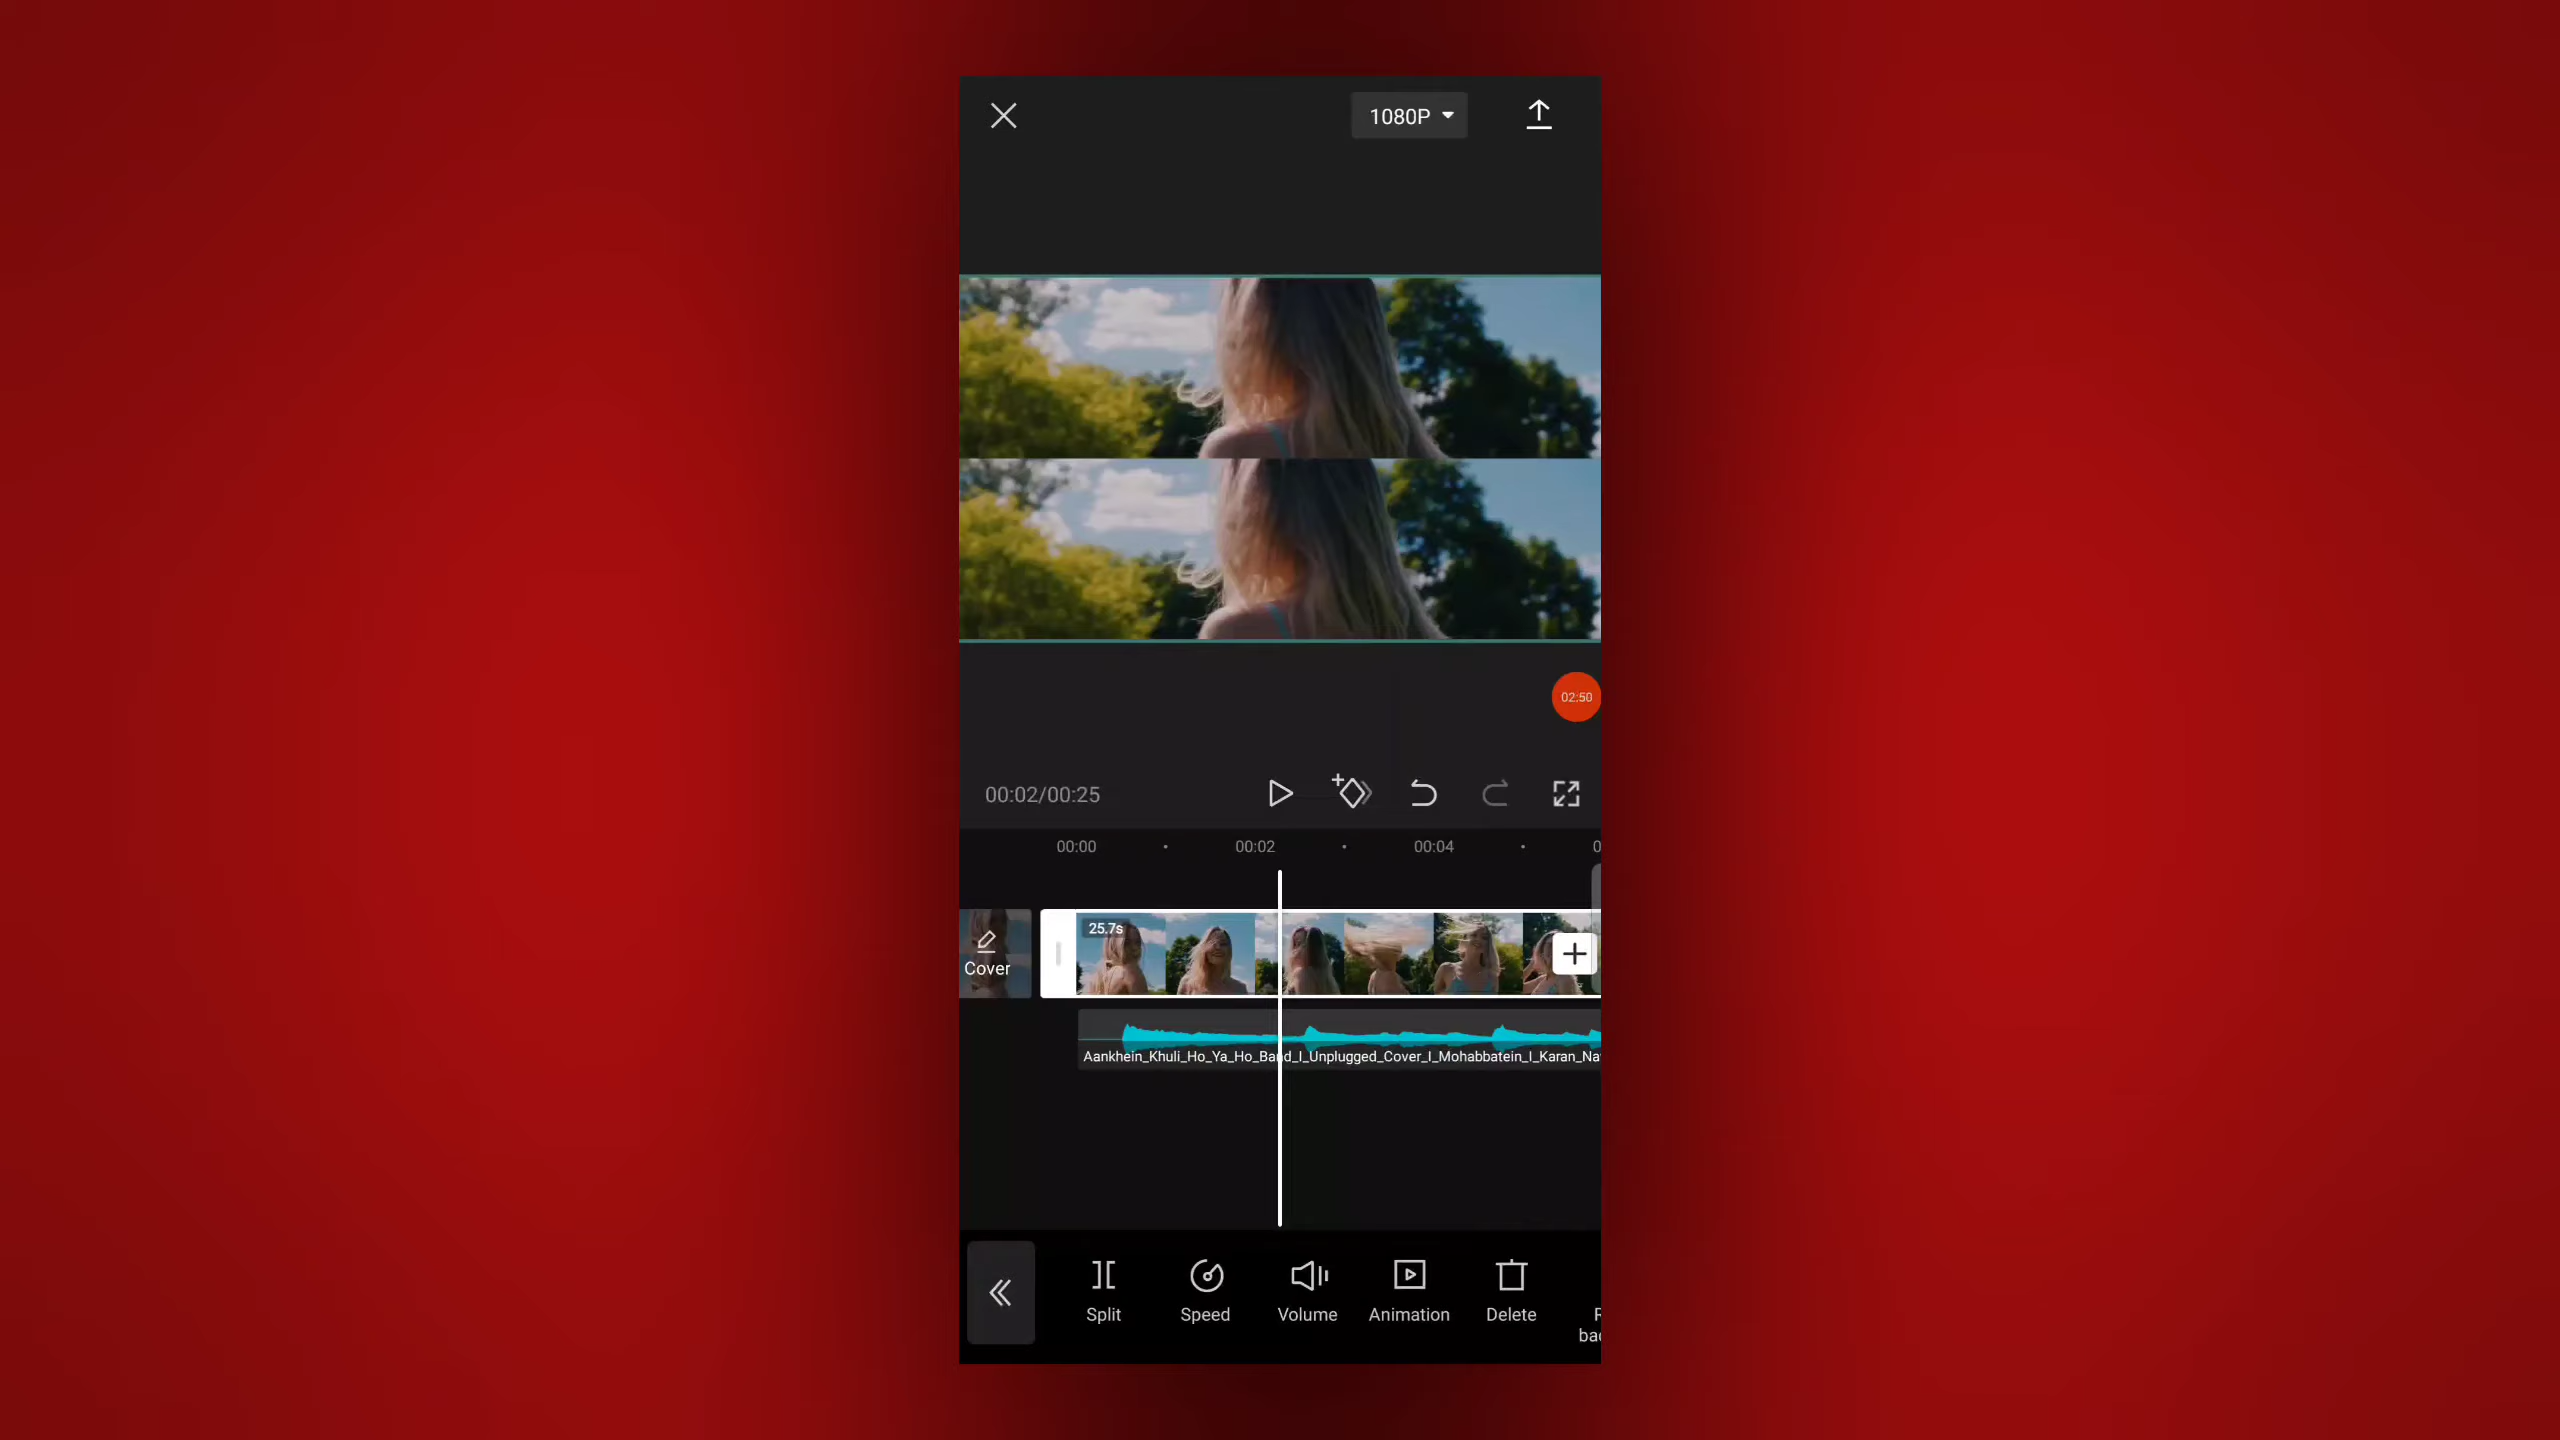 1080P
02:50
00:02/00:25
00:00
00:02
00:04
25.7s
Cover
Aankhein_Khuli_Ho_Ya_Ho_Band_I_Unplugged_Cover_I_Mohabbatein_I_Karan_Na
Split
Speed
Volume
Animation
Delete